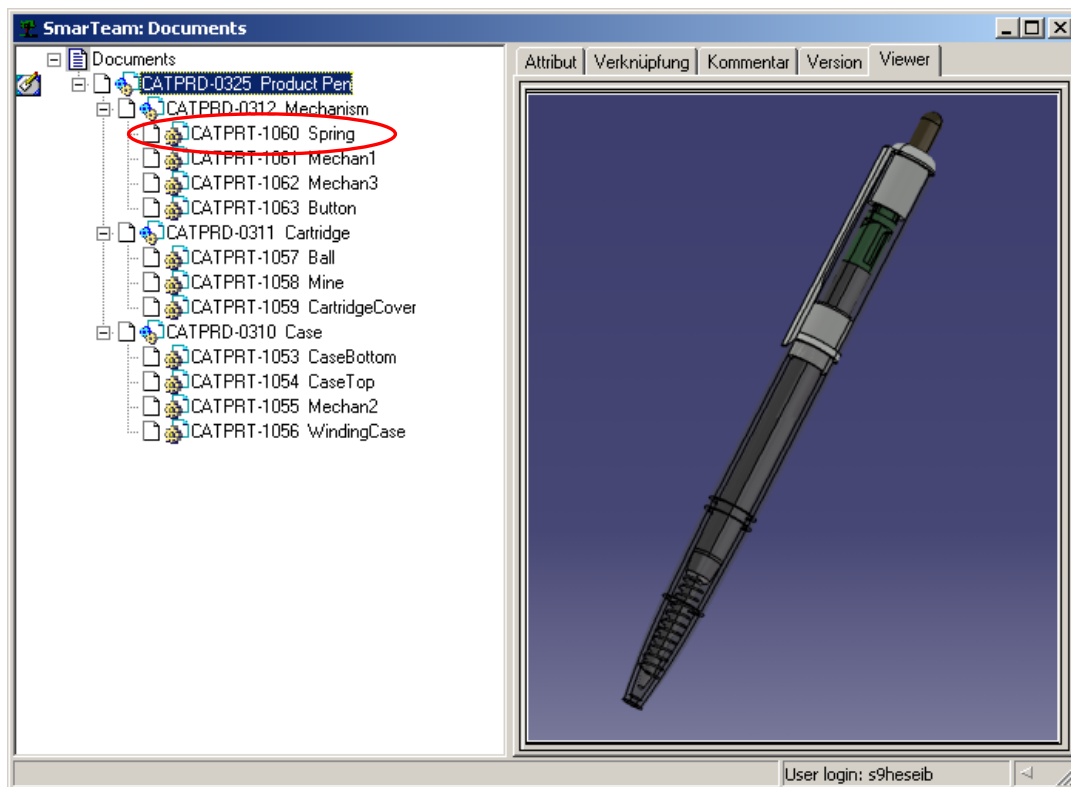 SmarTeam: Documents
Documents
CATPRD-0325 Product Pen
CATPRD-0312 Mechanism
CATPRT-1060 Spring
CATPRT-1061 Mechan1
CATPRT-1062 Mechan3
CATPRT-1063 Button
CATPRD-0311 Cartridge
CATPRT-1057 Ball
CATPRT-1058 Mine
CATPRT-1059 CartridgeCover
CATPRD-0310 Case
CATPRT-1053 CaseBottom
CATPRT-1054 CaseTop
CATPRT-1055 Mechan2
CATPRT-1056 WindingCase
Attribut Verknüpfung Kommentar Version Viewer
User login: s9heseib